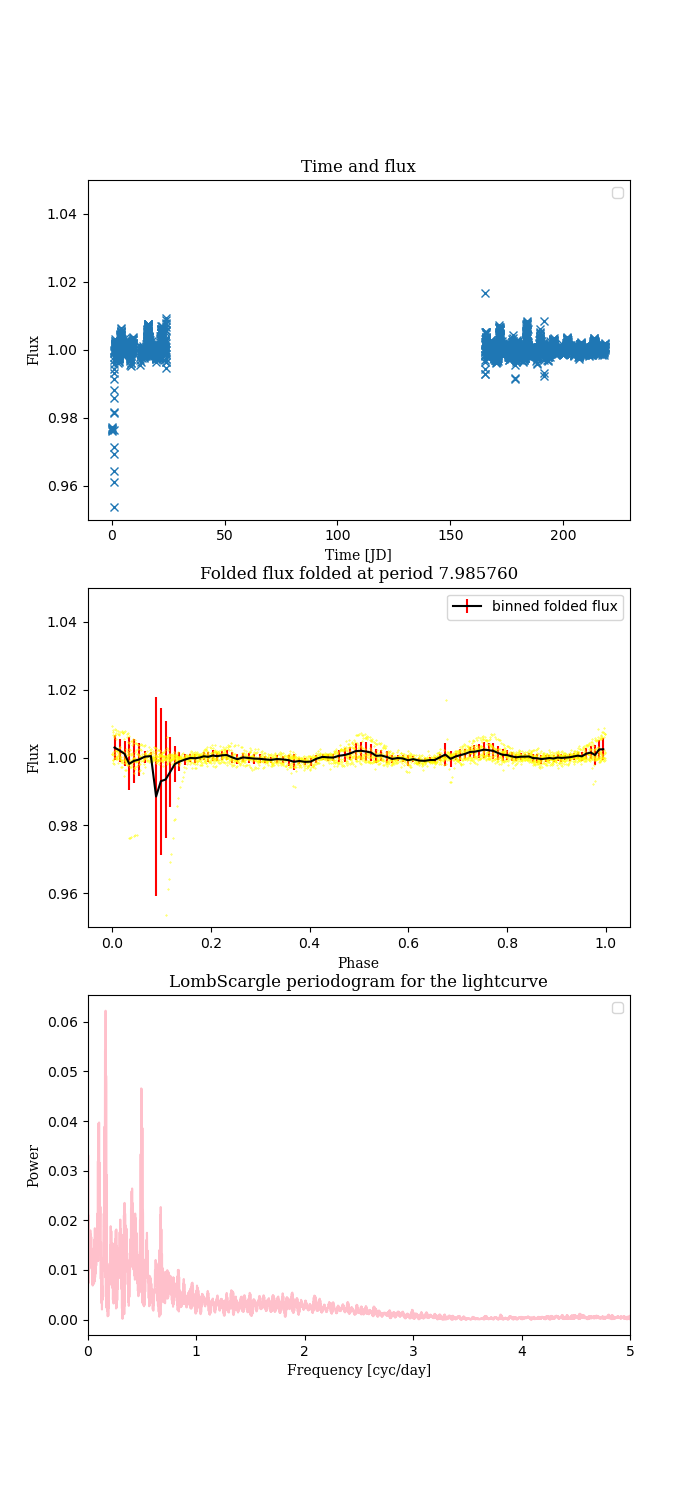 Time and flux
1.04
1.02
1.00
0.98
0.96
Flux
0 50 100 150 200
Time [JD]
Folded flux folded at period 7.985760
binned folded flux
1.04
1.02
1.00
0.98
0.96
Flux
0.0 0.2 0.4 0.6 0.8 1.0
Phase
LombScargle periodogram for the lightcurve
0.06
0.05
0.04
0.03
0.02
0.01
0.00
Power
0 1 2 3 4 5
Frequency [cyc/day]